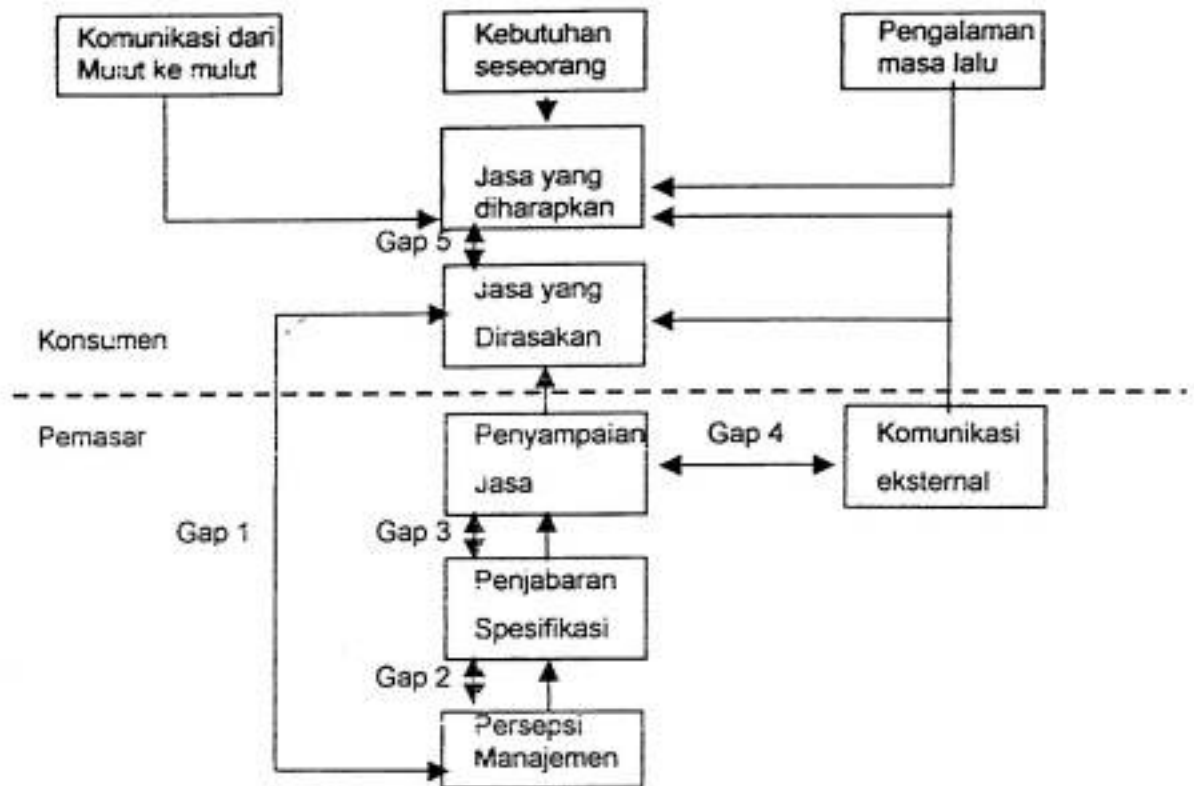 Komunikasi dari
Mulut ke mulut
Kebutuhan
seseorang
Pengalaman
masa lalu
Jasa yang
diharapkan
Gap 5
Jasa yang
Dirasakan
Konsumen
Pemasar
Penyampaian
Jasa
Gap 4
Komunikasi
eksternal
Gap 1
Gap 3
Penjabaran
Spesifikasi
Gap 2
Persepsi
Manajemen